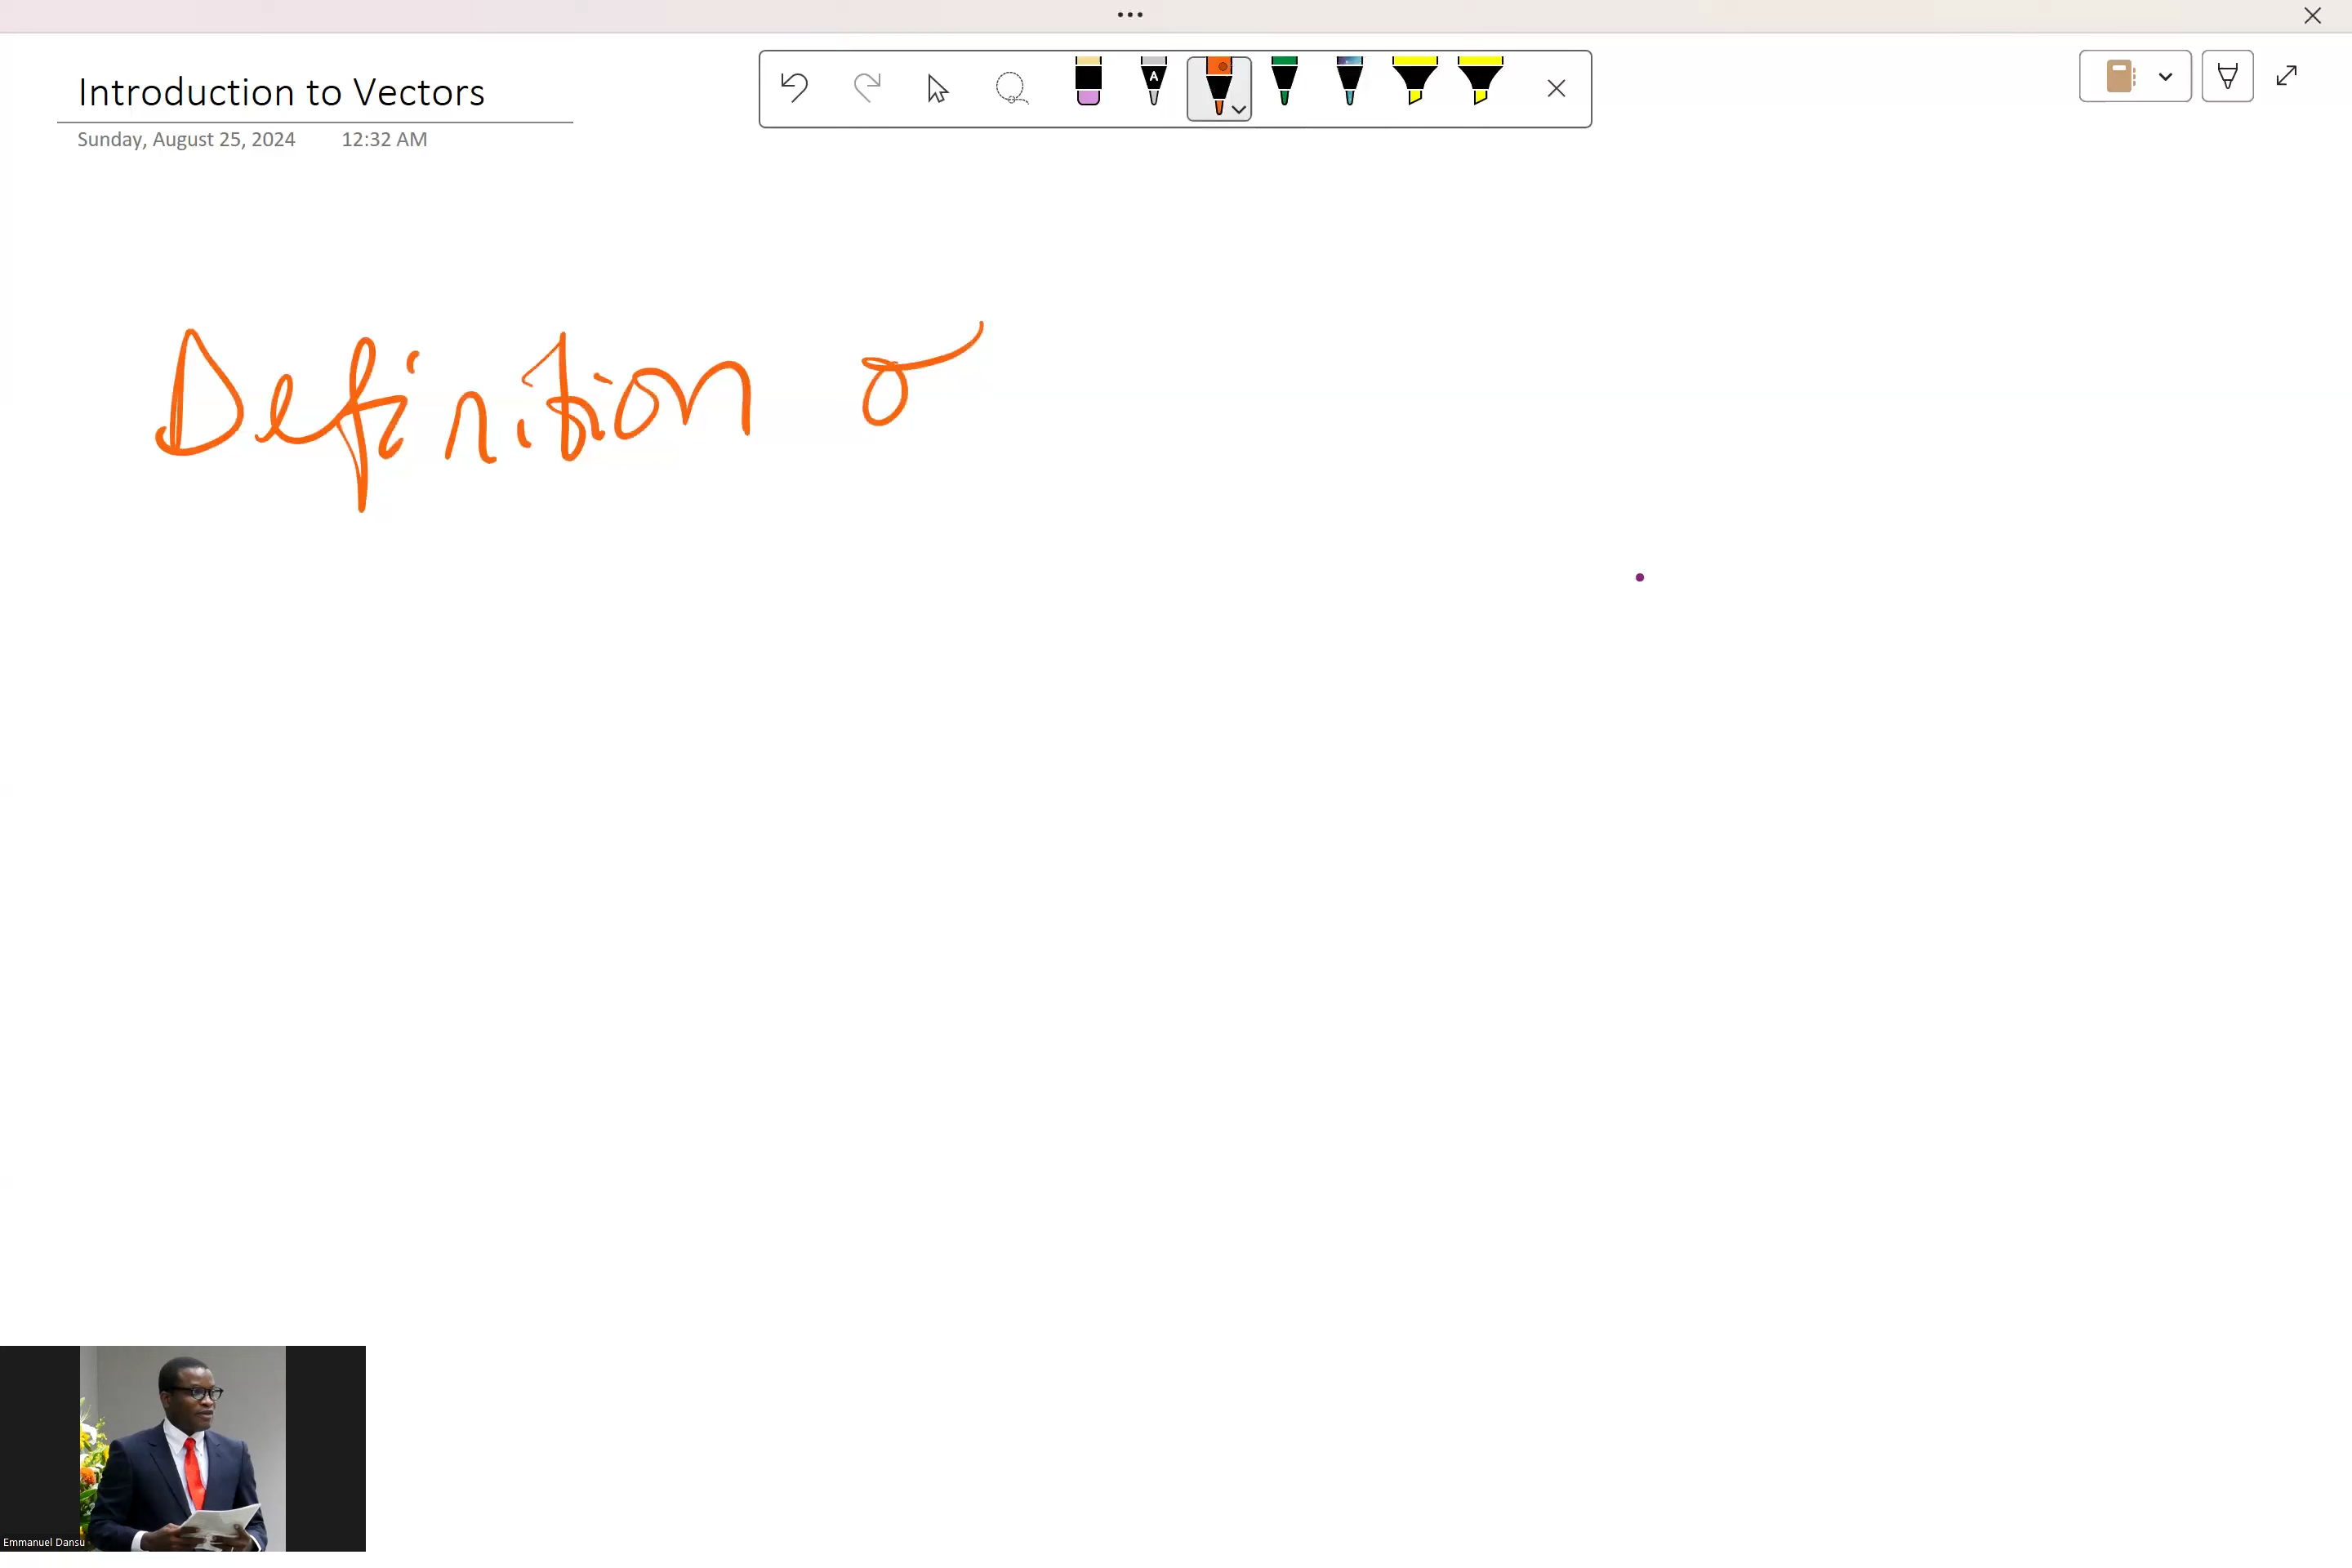 Introduction to Vectors
Sunday, August 25, 2024 12:32 AM
A
Definition o
Emmanuel Dansu